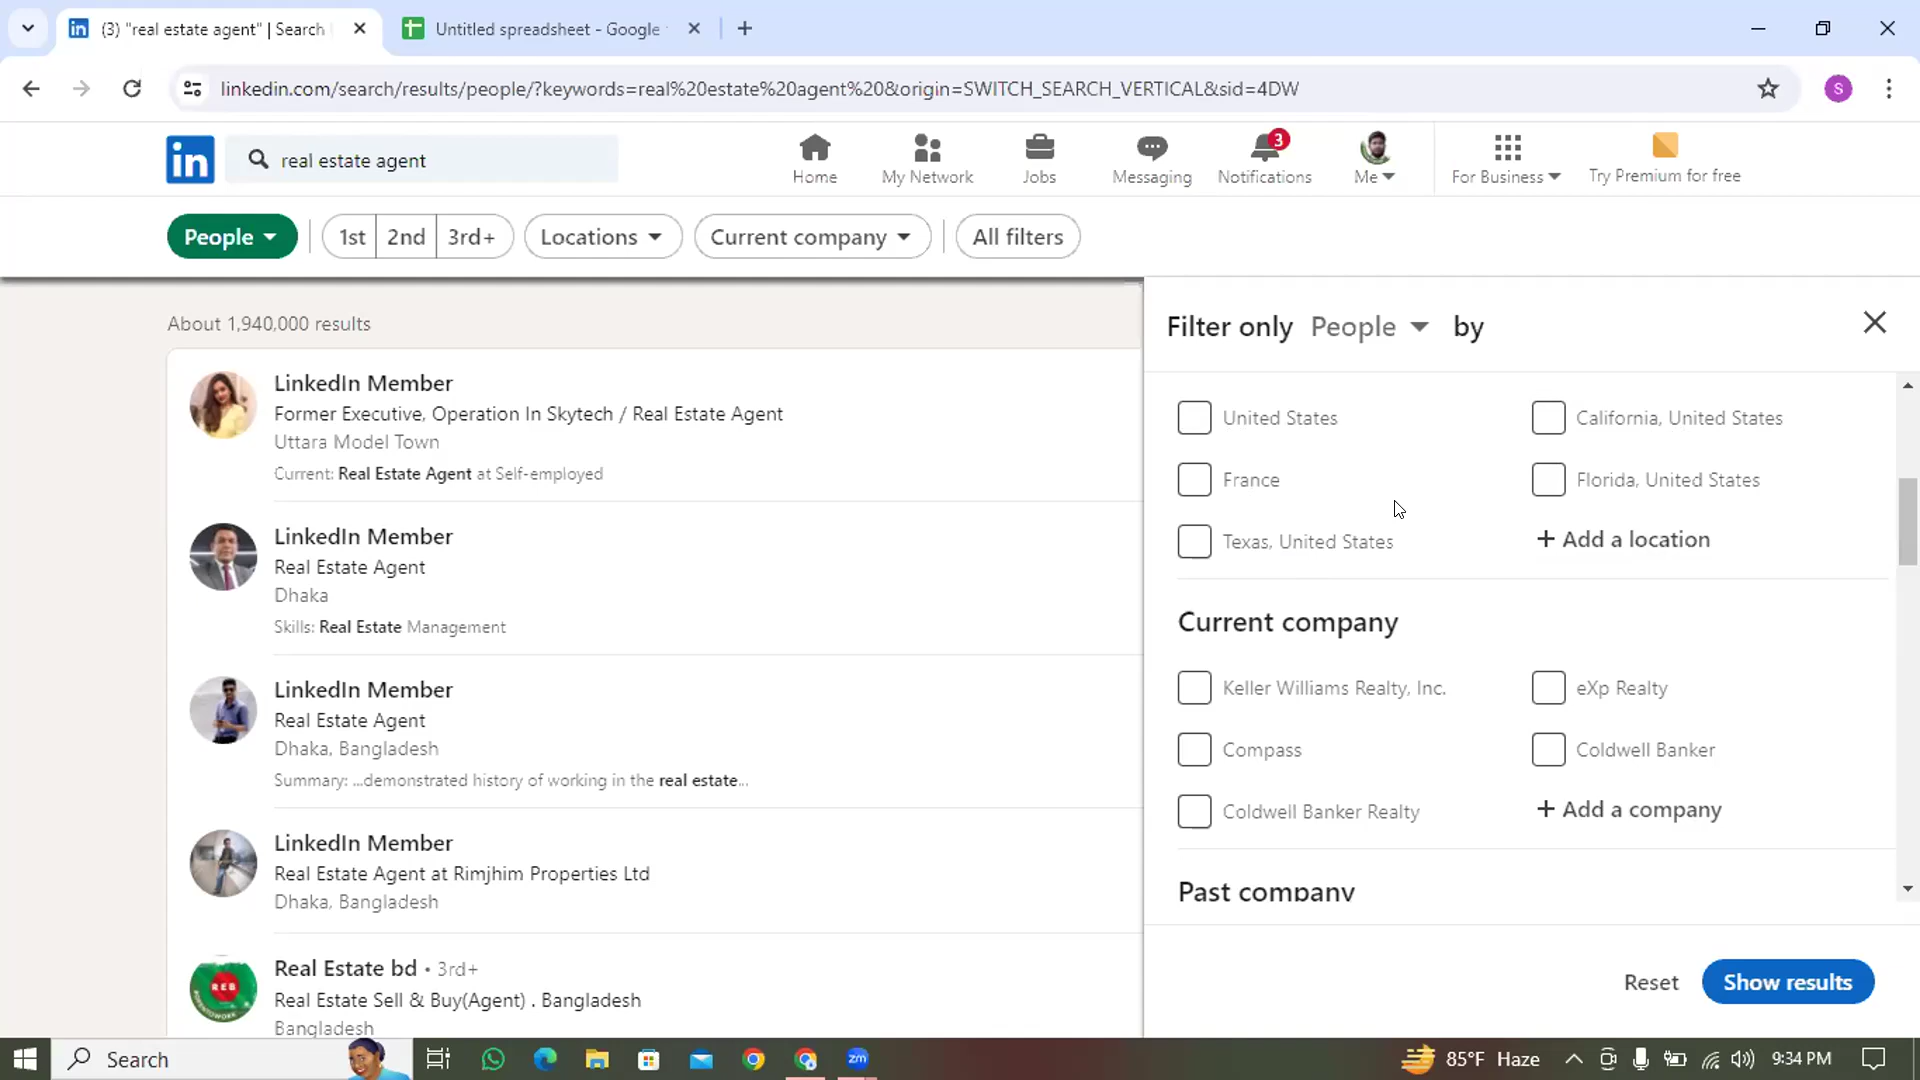 (3) "real estate agent" | Search
Untitled spreadsheet - Google
linkedin.com/search/results/people/?keywords=real%20estate%20agent%20&origin=SWITCH_SEARCH_VERTICAL&sid=4DW
S
in
real estate agent
Home
My Network
Jobs
Messaging
3
Notifications
Me
For Business
Try Premium for free
People
1st
2nd
3rd+
Locations
Current company
All filters
About 1,940,000 results
LinkedIn Member
Former Executive, Operation In Skytech / Real Estate Agent
Uttara Model Town
Current: Real Estate Agent at Self-employed
LinkedIn Member
Real Estate Agent
Dhaka
Skills: Real Estate Management
LinkedIn Member
Real Estate Agent
Dhaka, Bangladesh
Summary: ...demonstrated history of working in the real estate...
LinkedIn Member
Real Estate Agent at Rimjhim Properties Ltd
Dhaka, Bangladesh
REB
Real Estate bd • 3rd+
Real Estate Sell & Buy(Agent) . Bangladesh
Bangladesh
Filter only People by
United States
California, United States
France
Florida, United States
Texas, United States
+ Add a location
Current company
Keller Williams Realty, Inc.
eXp Realty
Compass
Coldwell Banker
Coldwell Banker Realty
+ Add a company
Past company
Reset
Show results
Search
zm
85°F Haze
9:34 PM